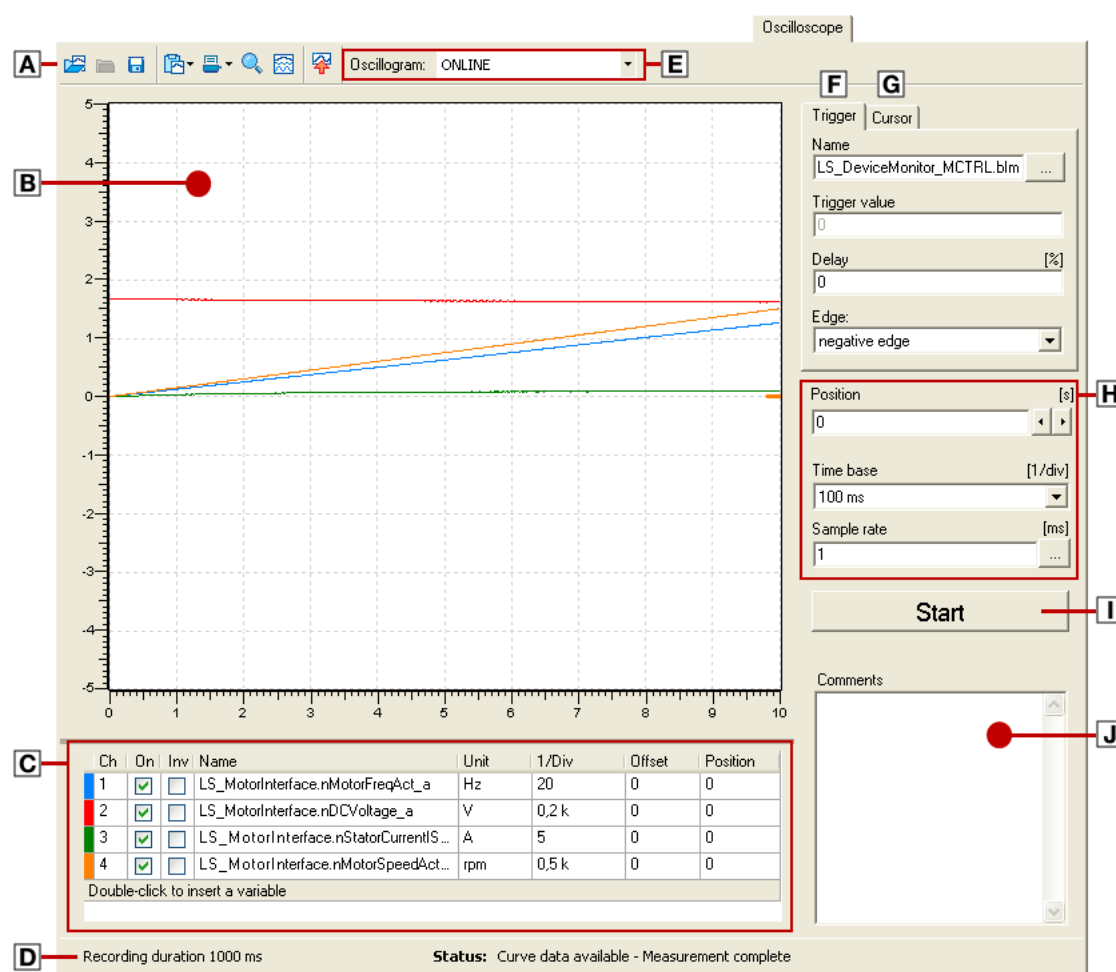 Oscilloscope
A
Oscillogram: ONLINE
E
F
G
Trigger
Cursor
Name
LS_DeviceMonitor_MCTRL.blm
...
Trigger value
0
Delay [%]
0
Edge:
negative edge
B
5
4
3
2
1
0
-1
-2
-3
-4
-5
0 1 2 3 4 5 6 7 8 9 10
H
Position [s]
0
Time base [1/div]
100 ms
Sample rate [ms]
1
...
Start
I
Comments
J
C
Ch On Inv Name Unit 1/Div Offset Position
1 LS_MotorInterface.nMotorFreqAct_a Hz 20 0 0
2 LS_MotorInterface.nDCVoltage_a V 0,2 k 0 0
3 LS_MotorInterface.nStatorCurrentIS... A 5 0 0
4 LS_MotorInterface.nMotorSpeedAct... rpm 0,5 k 0 0
Double-click to insert a variable
D
Recording duration 1000 ms
Status: Curve data available - Measurement complete